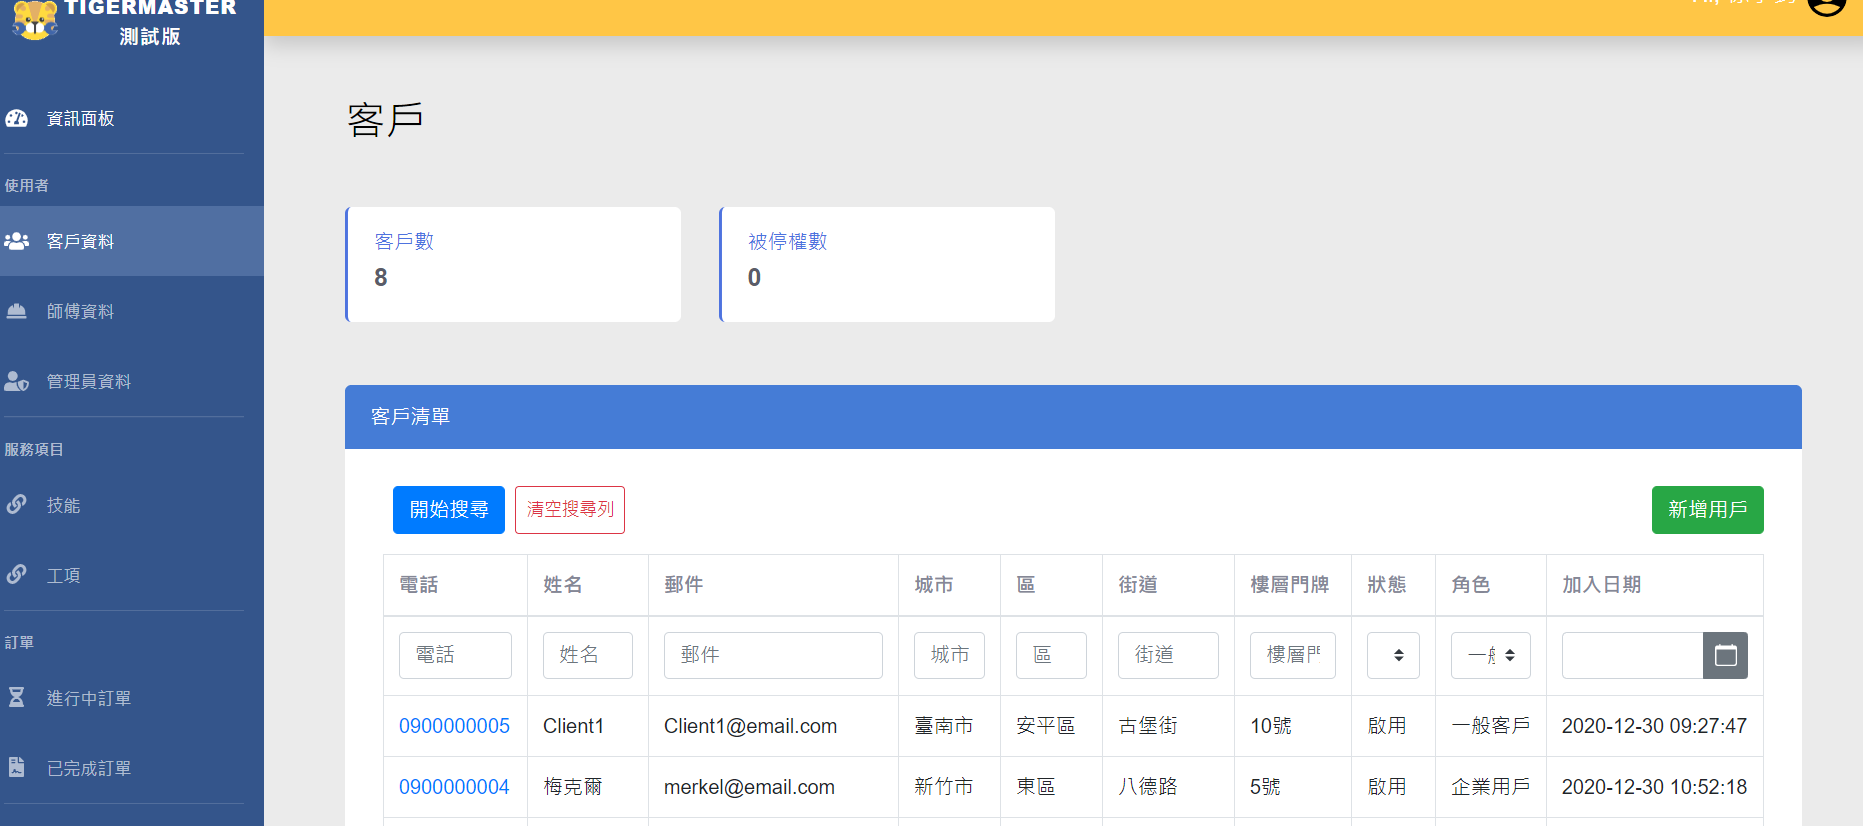 TIGERMASTER
測試版
資訊面板
使用者
客戶資料
師傅資料
管理員資料
服務項目
技能
工項
訂單
進行中訂單
已完成訂單
客戶
客戶數
8
被停權數
0
客戶清單
開始搜尋 清空搜尋列 新增用戶
電話 姓名 郵件 城市 區 街道 樓層門牌 狀態 角色 加入日期
電話 姓名 郵件 城市 區 街道 樓層門 一般
0900000005 Client1 Client1@email.com 臺南市 安平區 古堡街 10號 啟用 一般客戶 2020-12-30 09:27:47
0900000004 梅克爾 merkel@email.com 新竹市 東區 八德路 5號 啟用 企業用戶 2020-12-30 10:52:18